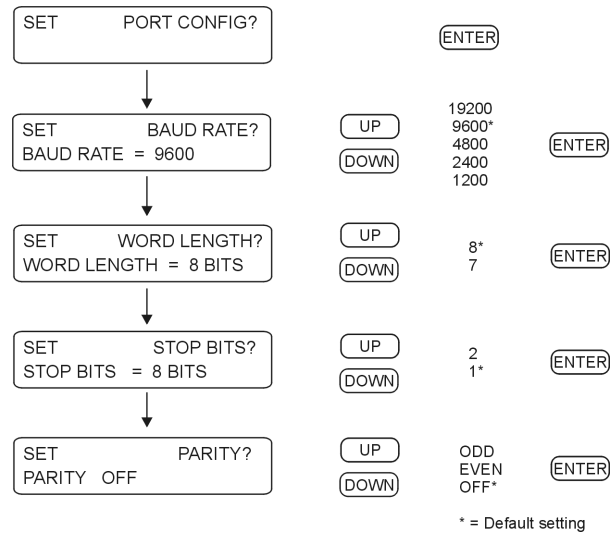 SET PORT CONFIG?
ENTER
SET BAUD RATE?
BAUD RATE = 9600
UP
DOWN
19200
9600*
4800
2400
1200
ENTER
SET WORD LENGTH?
WORD LENGTH = 8 BITS
UP
DOWN
8*
7
ENTER
SET STOP BITS?
STOP BITS = 8 BITS
UP
DOWN
2
1*
ENTER
SET PARITY?
PARITY OFF
UP
DOWN
ODD
EVEN
OFF*
ENTER
* = Default setting